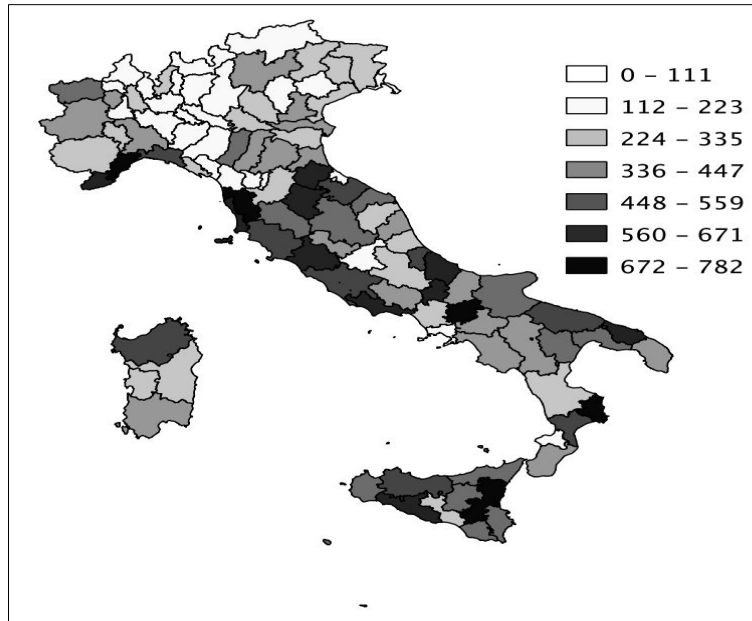 0 – 111
112 – 223
224 – 335
336 – 447
448 – 559
560 – 671
672 – 782